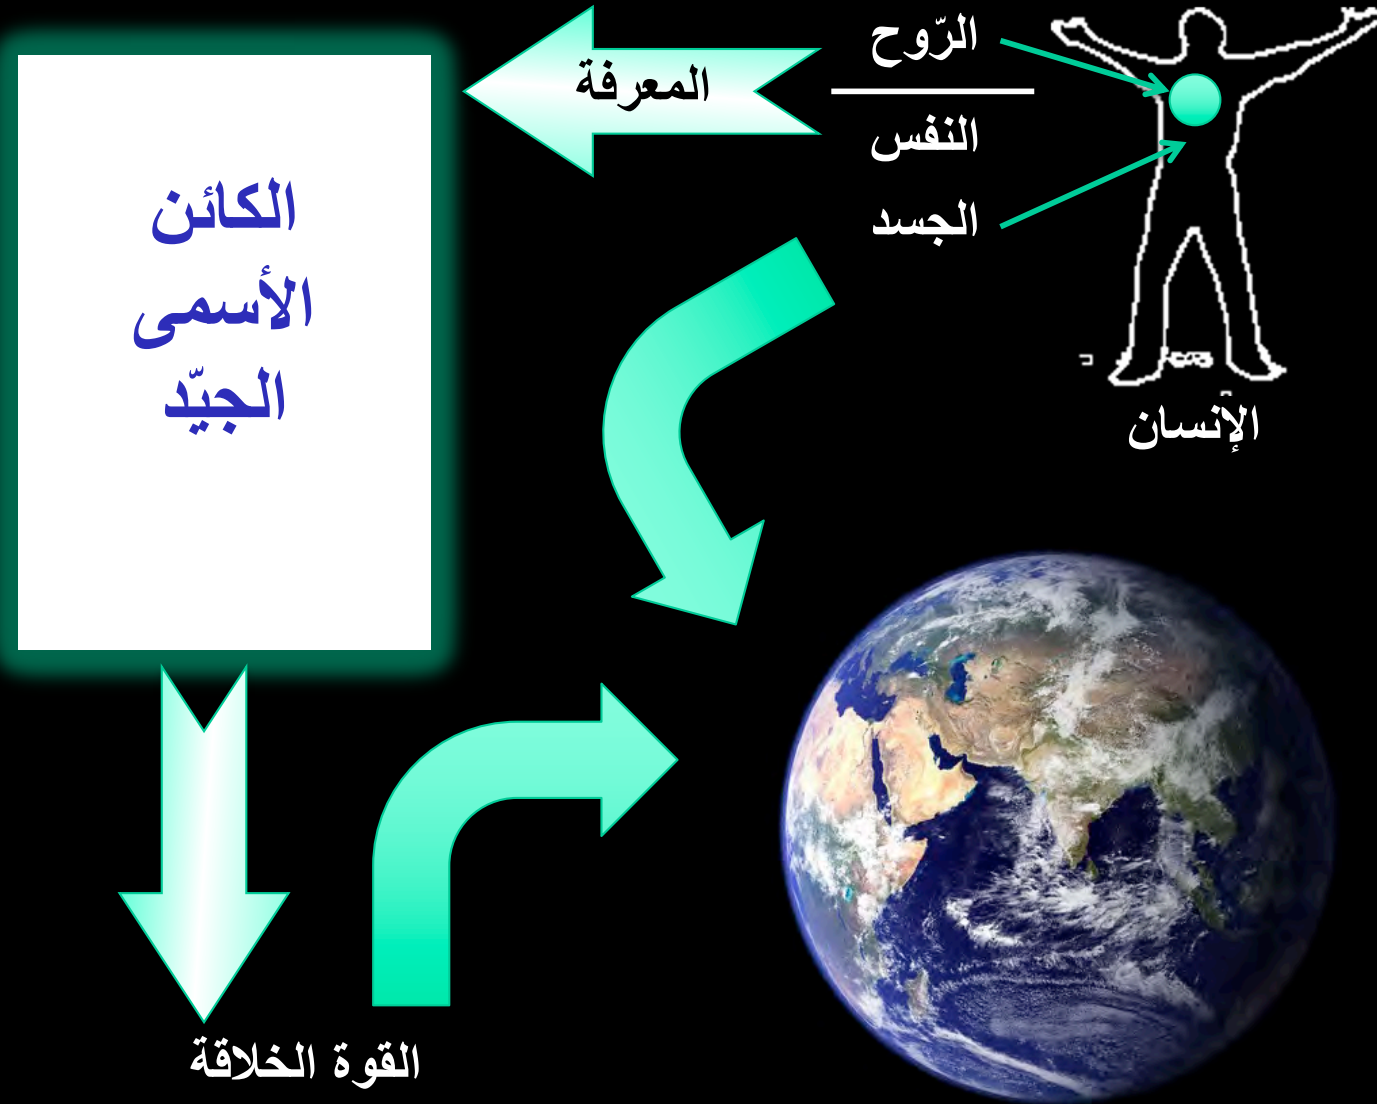 الرّوح
المعرفة
النفس
الجسد
الكائن
الأسمى
الجيّد
الإنسان
القوة الخلاقة